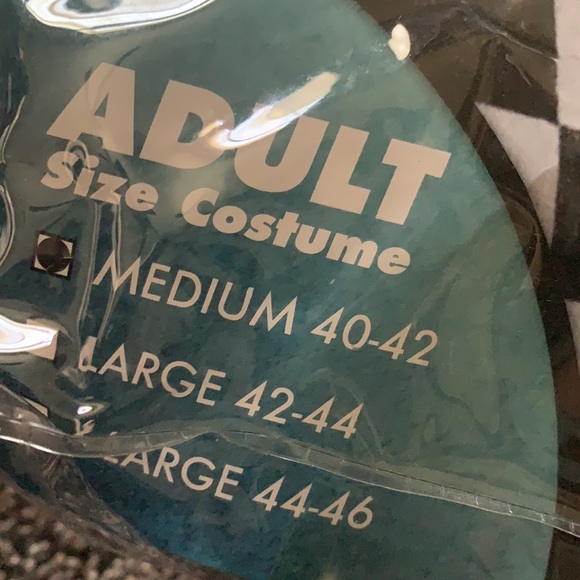 ADULT
Size Costume
MEDIUM 40-42
LARGE 42-44
LARGE 44-46